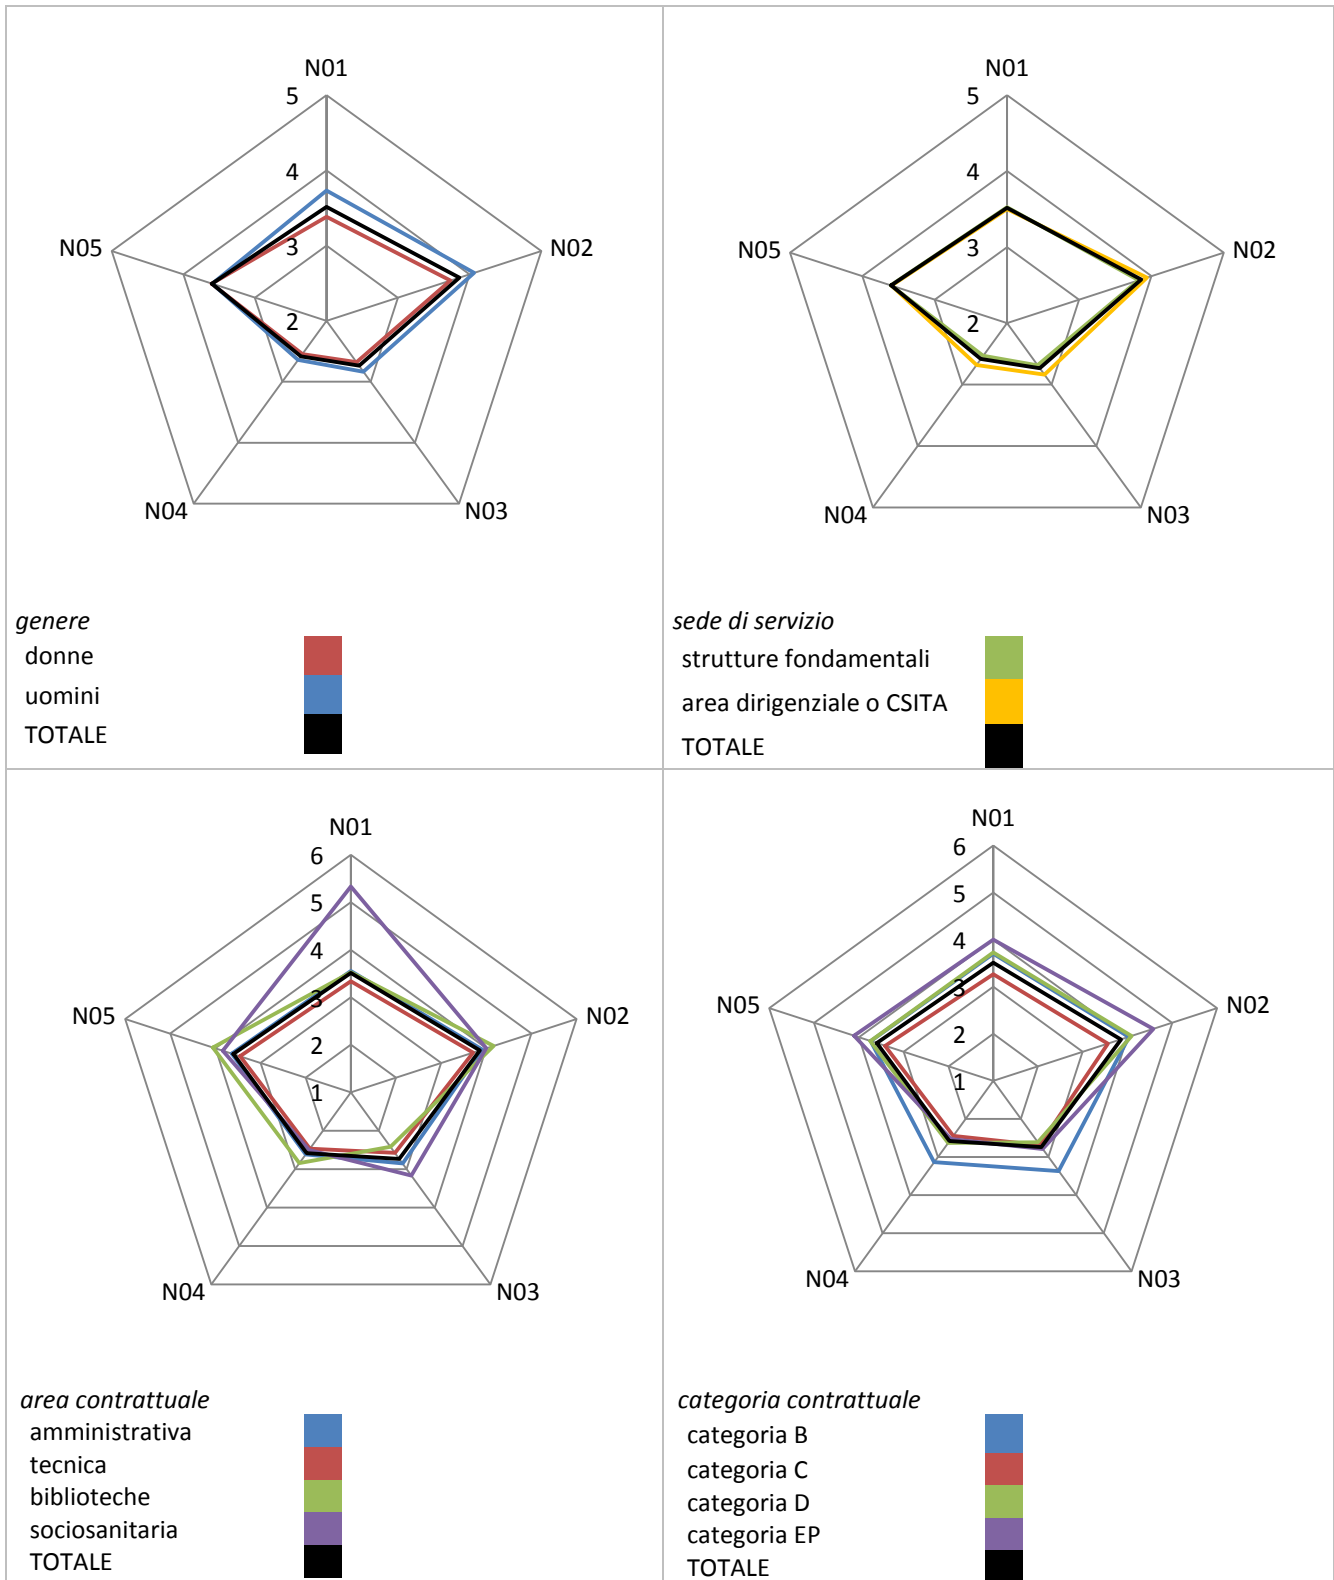 N01
5
4
3
2
N02
N03
N04
N05
genere
donne
uomini
TOTALE
N01
5
4
3
2
N02
N03
N04
N05
sede di servizio
strutture fondamentali
area dirigenziale o CSITA
TOTALE
N01
6
5
4
3
2
1
N02
N03
N04
N05
area contrattuale
amministrativa
tecnica
biblioteche
sociosanitaria
TOTALE
N01
6
5
4
3
2
1
N02
N03
N04
N05
categoria contrattuale
categoria B
categoria C
categoria D
categoria EP
TOTALE